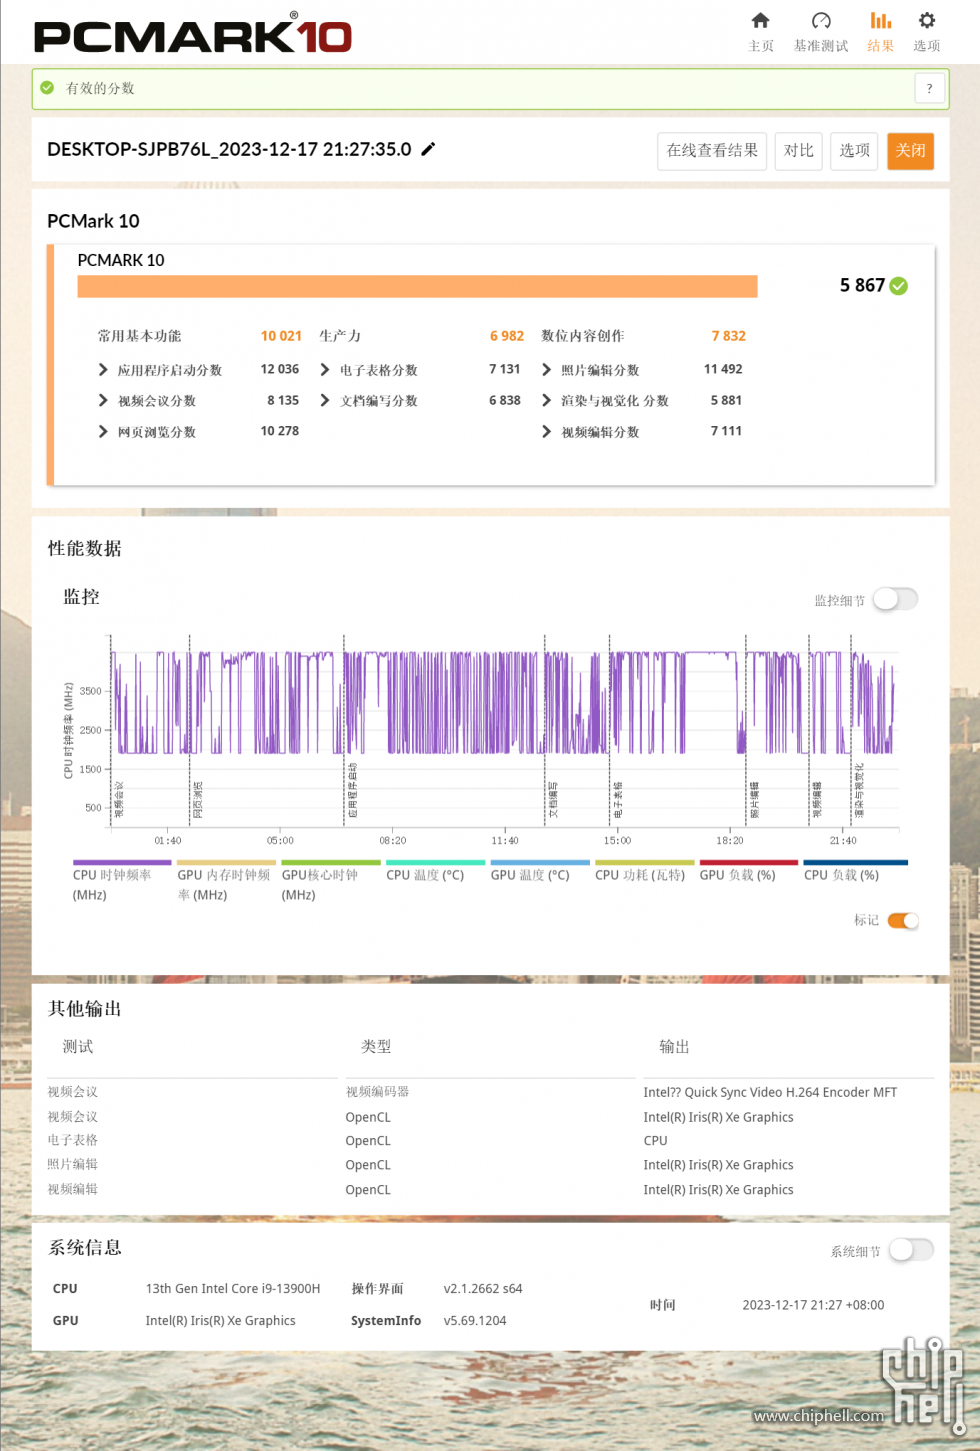 PCMARK®10
主页 基准测试 结果 选项
有效的分数 ?
DESKTOP-SJPB76L_2023-12-17 21:27:35.0 在线查看结果 对比 选项 关闭
PCMark 10
PCMARK 10
5 867
常用基本功能 10 021 生产力 6 982 数位内容创作 7 832
应用程序启动分数 12 036 电子表格分数 7 131 照片编辑分数 11 492
视频会议分数 8 135 文档编写分数 6 838 渲染与视觉化 分数 5 881
网页浏览分数 10 278 视频编辑分数 7 111
性能数据
监控 监控细节
CPU 时钟频率 (MHz)
3500
2500
1500
500
视频会议 网页浏览 应用程序启动 文档编写 电子表格 照片编辑 视频编辑 渲染与视觉化
01:40 05:00 08:20 11:40 15:00 18:20 21:40
CPU 时钟频率 (MHz) GPU 内存时钟频率 (MHz) GPU核心时钟 (MHz) CPU 温度 (°C) GPU 温度 (°C) CPU 功耗 (瓦特) GPU 负载 (%) CPU 负载 (%)
标记
其他输出
测试 类型 输出
视频会议 视频编码器 Intel?? Quick Sync Video H.264 Encoder MFT
视频会议 OpenCL Intel(R) Iris(R) Xe Graphics
电子表格 OpenCL CPU
照片编辑 OpenCL Intel(R) Iris(R) Xe Graphics
视频编辑 OpenCL Intel(R) Iris(R) Xe Graphics
系统信息 系统细节
CPU 13th Gen Intel Core i9-13900H 操作界面 v2.1.2662 s64
时间 2023-12-17 21:27 +08:00
GPU Intel(R) Iris(R) Xe Graphics SystemInfo v5.69.1204
chip
hell
www.chiphell.com